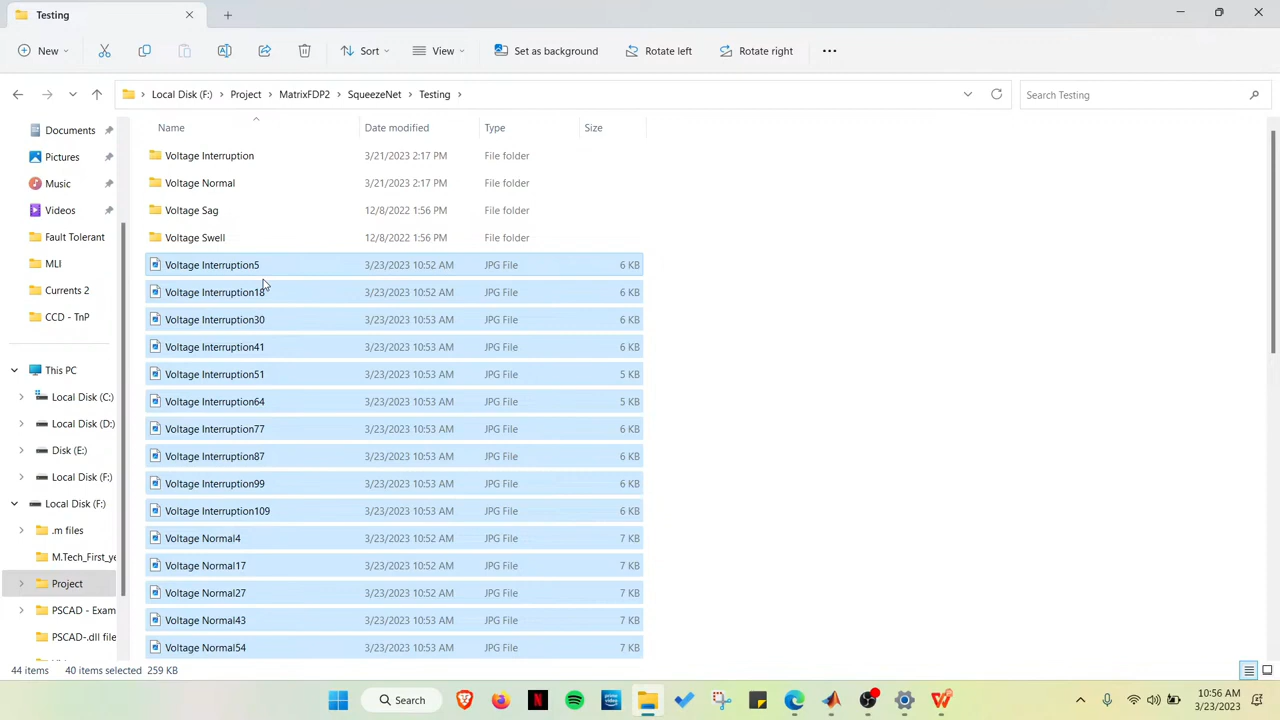 Testing
New
Sort
View
Set as background
Rotate left
Rotate right
Local Disk (F:) Project MatrixFDP2 SqueezeNet Testing
Search Testing
Name Date modified Type Size
Documents
Pictures
Music
Videos
Fault Tolerant
MLI
Currents 2
CCD - TnP
This PC
Local Disk (C:)
Local Disk (D:)
Disk (E:)
Local Disk (F:)
Local Disk (F:)
.m files
M.Tech_First_ye
Project
PSCAD - Exam
PSCAD-.dll file
Voltage Interruption 3/21/2023 2:17 PM File folder
Voltage Normal 3/21/2023 2:17 PM File folder
Voltage Sag 12/8/2022 1:56 PM File folder
Voltage Swell 12/8/2022 1:56 PM File folder
Voltage Interruption5 3/23/2023 10:52 AM JPG File 6 KB
Voltage Interruption18 3/23/2023 10:52 AM JPG File 6 KB
Voltage Interruption30 3/23/2023 10:53 AM JPG File 6 KB
Voltage Interruption41 3/23/2023 10:53 AM JPG File 6 KB
Voltage Interruption51 3/23/2023 10:53 AM JPG File 5 KB
Voltage Interruption64 3/23/2023 10:53 AM JPG File 5 KB
Voltage Interruption77 3/23/2023 10:53 AM JPG File 6 KB
Voltage Interruption87 3/23/2023 10:53 AM JPG File 6 KB
Voltage Interruption99 3/23/2023 10:53 AM JPG File 6 KB
Voltage Interruption109 3/23/2023 10:53 AM JPG File 6 KB
Voltage Normal4 3/23/2023 10:52 AM JPG File 7 KB
Voltage Normal17 3/23/2023 10:52 AM JPG File 7 KB
Voltage Normal27 3/23/2023 10:52 AM JPG File 7 KB
Voltage Normal43 3/23/2023 10:53 AM JPG File 7 KB
Voltage Normal54 3/23/2023 10:53 AM JPG File 7 KB
44 items 40 items selected 259 KB
Search
10:56 AM
3/23/2023